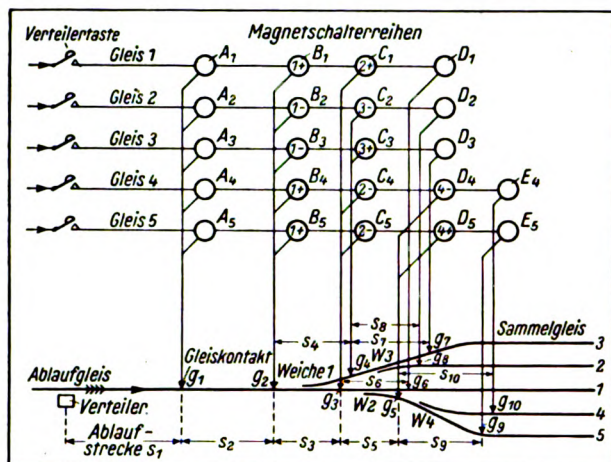 Verteilertaste
Magnetschalterreihen
Gleis 1 A1 1+ B1 2+ C1 D1
Gleis 2 A2 1- B2 3- C2 D2
Gleis 3 A3 1- B3 3+ C3 D3
Gleis 4 A4 1+ B4 2- C4 4- D4 E4
Gleis 5 A5 1+ B5 2- C5 4+ D5 E5
s8
s4 s7 g7 Sammelgleis 3
Gleiskontakt Weiche 1 g4 W3 g8 2
Ablaufgleis g1 g2 g3 s6 g6 s10 1
Verteiler W2 g5 W4 g10 4
g9 5
Ablauf-
strecke s1 s2 s3 s5 s9